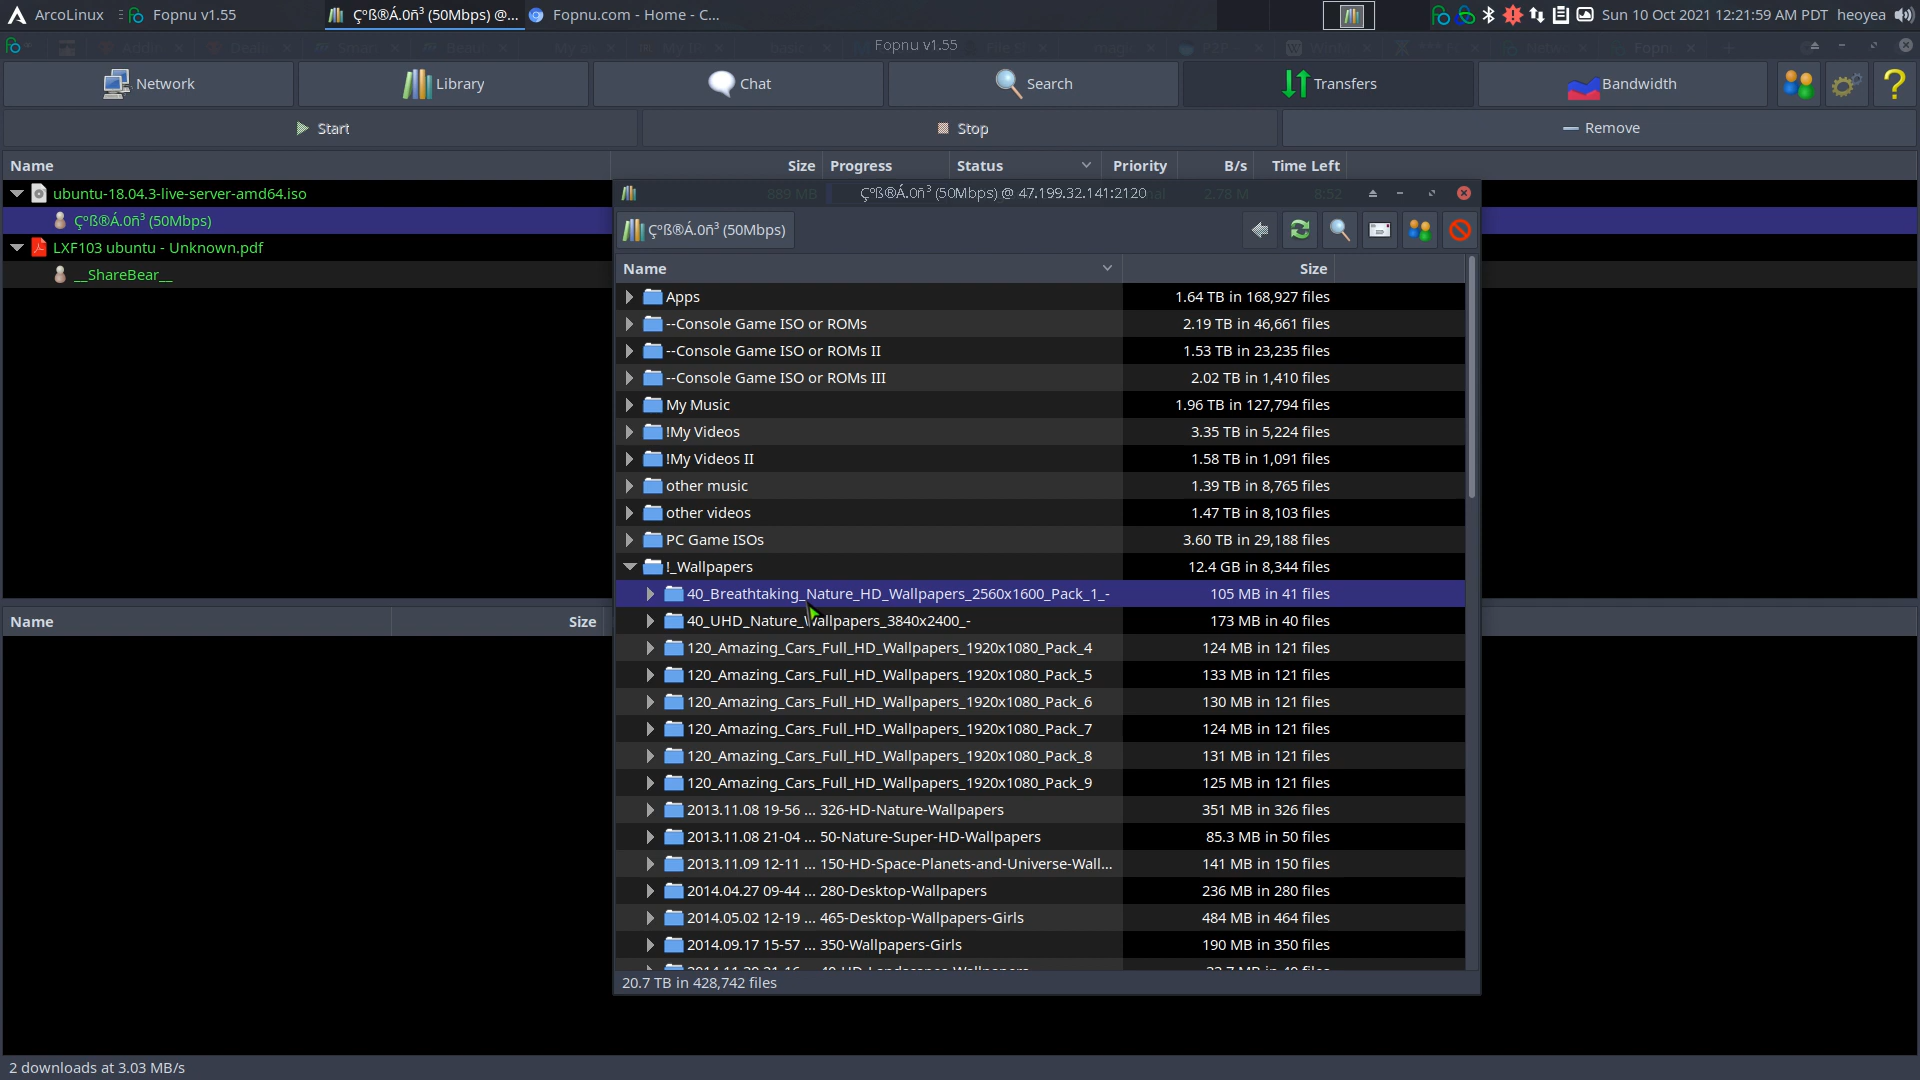 ArcoLinux Fopnu v1.55 Çºß®Á.0ñ³ (50Mbps) @... Fopnu.com - Home - C... Sun 10 Oct 2021 12:21:59 AM PDT heoyea
Fopnu v1.55
Network Library Chat Search Transfers Bandwidth
Start Stop Remove
Name Size Progress Status Priority B/s Time Left
ubuntu-18.04.3-live-server-amd64.iso 889 MB 2.78 M 8:52
Çºß®Á.0ñ³ (50Mbps)
LXF103 ubuntu - Unknown.pdf
__ShareBear__
Name Size
Çºß®Á.0ñ³ (50Mbps) @ 47.199.32.141:2120
Çºß®Á.0ñ³ (50Mbps)
Name Size
Apps 1.64 TB in 168,927 files
--Console Game ISO or ROMs 2.19 TB in 46,661 files
--Console Game ISO or ROMs II 1.53 TB in 23,235 files
--Console Game ISO or ROMs III 2.02 TB in 1,410 files
My Music 1.96 TB in 127,794 files
!My Videos 3.35 TB in 5,224 files
!My Videos II 1.58 TB in 1,091 files
other music 1.39 TB in 8,765 files
other videos 1.47 TB in 8,103 files
PC Game ISOs 3.60 TB in 29,188 files
!_Wallpapers 12.4 GB in 8,344 files
40_Breathtaking_Nature_HD_Wallpapers_2560x1600_Pack_1_- 105 MB in 41 files
40_UHD_Nature_Wallpapers_3840x2400_- 173 MB in 40 files
120_Amazing_Cars_Full_HD_Wallpapers_1920x1080_Pack_4 124 MB in 121 files
120_Amazing_Cars_Full_HD_Wallpapers_1920x1080_Pack_5 133 MB in 121 files
120_Amazing_Cars_Full_HD_Wallpapers_1920x1080_Pack_6 130 MB in 121 files
120_Amazing_Cars_Full_HD_Wallpapers_1920x1080_Pack_7 124 MB in 121 files
120_Amazing_Cars_Full_HD_Wallpapers_1920x1080_Pack_8 131 MB in 121 files
120_Amazing_Cars_Full_HD_Wallpapers_1920x1080_Pack_9 125 MB in 121 files
2013.11.08 19-56 ... 326-HD-Nature-Wallpapers 351 MB in 326 files
2013.11.08 21-04 ... 50-Nature-Super-HD-Wallpapers 85.3 MB in 50 files
2013.11.09 12-11 ... 150-HD-Space-Planets-and-Universe-Wall... 141 MB in 150 files
2014.04.27 09-44 ... 280-Desktop-Wallpapers 236 MB in 280 files
2014.05.02 12-19 ... 465-Desktop-Wallpapers-Girls 484 MB in 464 files
2014.09.17 15-57 ... 350-Wallpapers-Girls 190 MB in 350 files
20.7 TB in 428,742 files
2 downloads at 3.03 MB/s